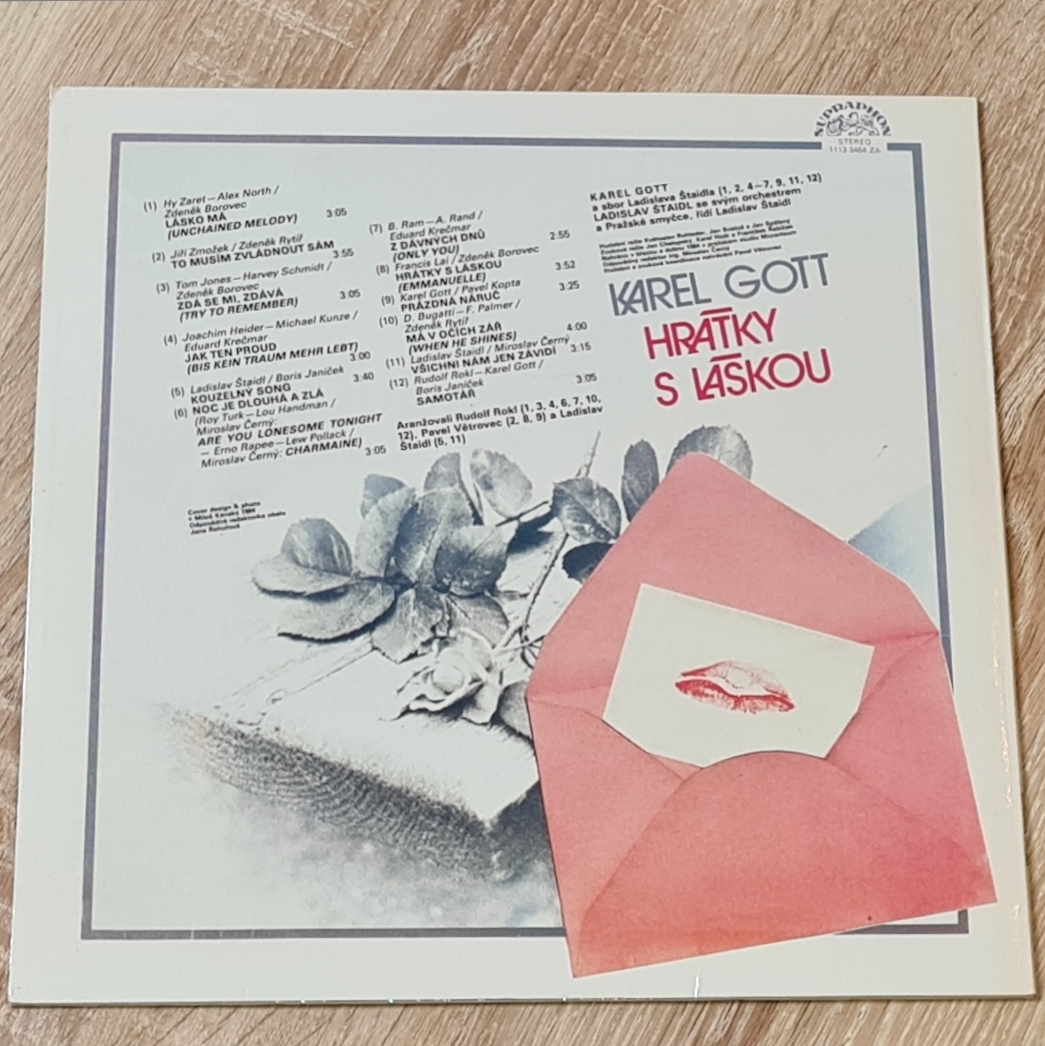 SUPRAPHON
STEREO
1113 3464 ZA
(1) Hy Zaret—Alex North /
Zdeněk Borovec
LÁSKO MÁ
(UNCHAINED MELODY) 3:05
(2) Jiří Zmožek / Zdeněk Rytíř
TO MUSÍM ZVLÁDNOUT SÁM
3:55
(3) Tom Jones—Harvey Schmidt /
Zdeněk Borovec
ZDÁ SE MI, ZDÁVÁ
(TRY TO REMEMBER) 3:05
(4) Joachim Heider—Michael Kunze /
Eduard Krečmar
JAK TEN PROUD
(BIS KEIN TRAUM MEHR LEBT)
3:00
(5) Ladislav Štaidl / Boris Janíček
KOUZELNÝ SONG 3:40
(6) NOC JE DLOUHÁ A ZLÁ
(Roy Turk—Lou Handman /
Miroslav Černý:
ARE YOU LONESOME TONIGHT
— Erno Rapee—Lew Pollack /
Miroslav Černý: CHARMAINE)
3:05
(7) B. Ram—A. Rand /
Eduard Krečmar
Z DÁVNÝCH DNŮ
(ONLY YOU) 2:55
(8) Francis Lai / Zdeněk Borovec
HRÁTKY S LÁSKOU
(EMMANUELLE) 3:52
(9) Karel Gott / Pavel Kopta
PRÁZDNÁ NÁRUČ 3:25
(10) D. Bugatti—F. Palmer /
Zdeněk Rytíř
MÁ V OČÍCH ZÁŘ
(WHEN HE SHINES) 4:00
(11) Ladislav Štaidl / Miroslav Černý
VŠICHNI NÁM JEN ZÁVIDÍ 3:15
(12) Rudolf Rokl—Karel Gott /
Boris Janíček
SAMOTÁŘ 3:05
Aranžovali Rudolf Rokl (1, 3, 4, 6, 7, 10,
12), Pavel Větrovec (2, 8, 9) a Ladislav
Štaidl (5, 11)
KAREL GOTT
a sbor Ladislava Štaidla (1, 2, 4—7, 9, 11, 12)
LADISLAV ŠTAIDL se svým orchestrem
a Pražské smyčce, řídí Ladislav Štaidl
KAREL GOTT
HRÁTKY
S LÁSKOU
Cover design & photo